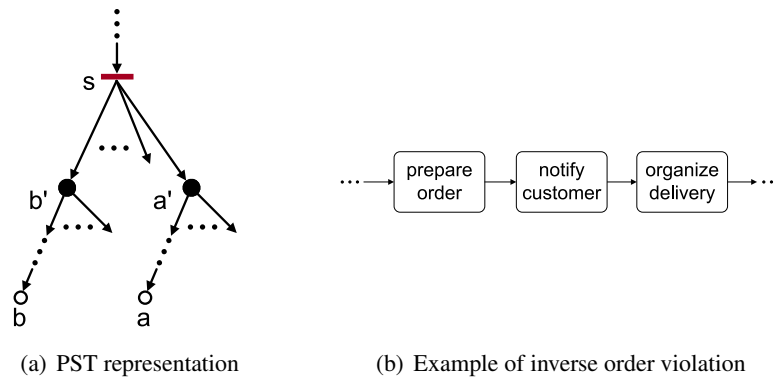 s
b'
a'
b
a
prepare
order
notify
customer
organize
delivery
(a) PST representation
(b) Example of inverse order violation